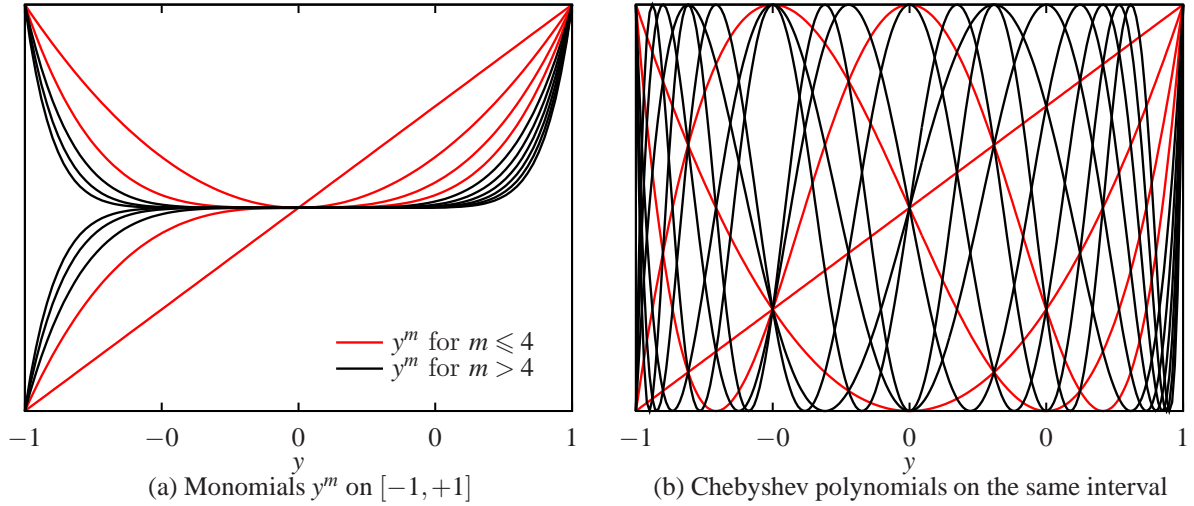 y^m for m ⩽ 4
y^m for m > 4
−1 −0 0 0 1
y
(a) Monomials y^m on [−1,+1]
−1 −0 0 0 1
y
(b) Chebyshev polynomials on the same interval